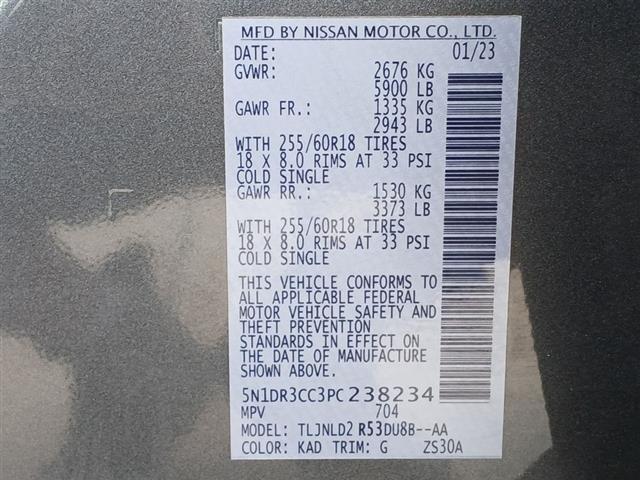 MFD BY NISSAN MOTOR CO., LTD.
DATE: 01/23
GVWR: 2676 KG
5900 LB
GAWR FR.: 1335 KG
2943 LB
WITH 255/60R18 TIRES
18 X 8.0 RIMS AT 33 PSI
COLD SINGLE
GAWR RR.: 1530 KG
3373 LB
WITH 255/60R18 TIRES
18 X 8.0 RIMS AT 33 PSI
COLD SINGLE
THIS VEHICLE CONFORMS TO
ALL APPLICABLE FEDERAL
MOTOR VEHICLE SAFETY AND
THEFT PREVENTION
STANDARDS IN EFFECT ON
THE DATE OF MANUFACTURE
SHOWN ABOVE.
5N1DR3CC3PC238234
MPV 704
MODEL: TLJNLD2 R53DU8B--AA
COLOR: KAD TRIM: G ZS30A